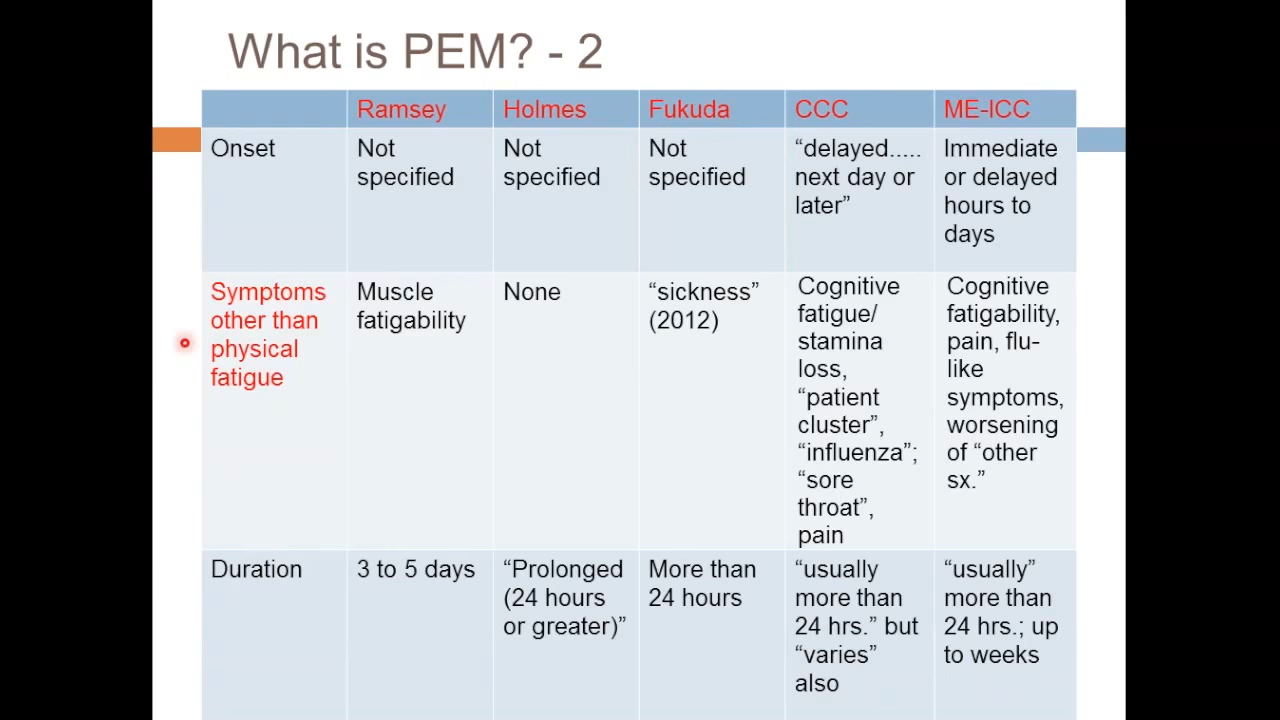 What is PEM? - 2
Ramsey Holmes Fukuda CCC ME-ICC
Onset
Not
specified
Not
specified
Not
specified
“delayed.....
next day or
later”
Immediate
or delayed
hours to
days
Symptoms
other than
physical
fatigue
Muscle
fatigability
None
“sickness”
(2012)
Cognitive
fatigue/
stamina
loss,
“patient
cluster”,
“influenza”;
“sore
throat”,
pain
Cognitive
fatigability,
pain, flu-
like
symptoms,
worsening
of “other
sx.”
Duration
3 to 5 days
“Prolonged
(24 hours
or greater)”
More than
24 hours
“usually
more than
24 hrs.” but
“varies”
also
“usually”
more than
24 hrs.; up
to weeks